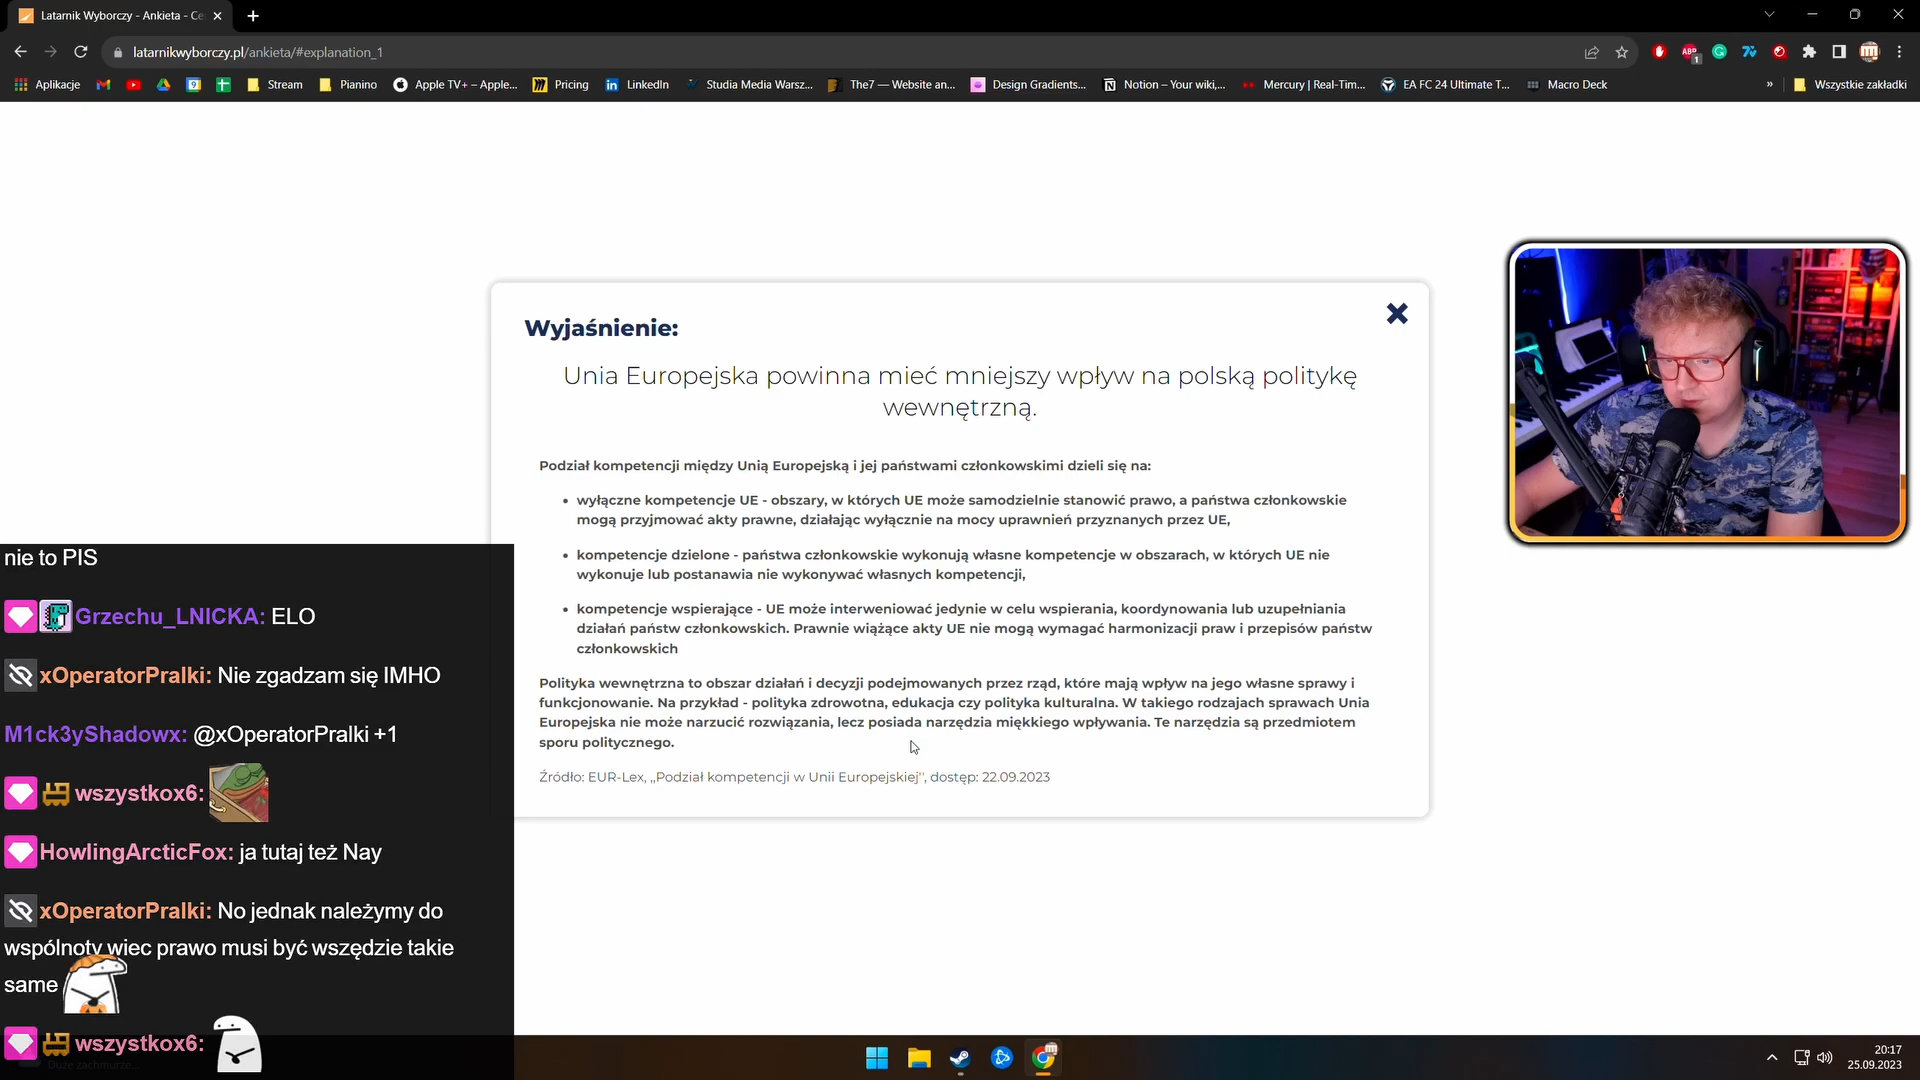 Latarnik Wyborczy - Ankieta - Ce
latarnikwyborczy.pl/ankieta/#explanation_1
Aplikacje
Stream
Pianino
Apple TV+ – Apple...
Pricing
LinkedIn
Studia Media Warsz...
The7 — Website an...
Design Gradients...
Notion – Your wiki,...
Mercury | Real-Tim...
EA FC 24 Ultimate T...
Macro Deck
»
Wszystkie zakładki
Wyjaśnienie:
Unia Europejska powinna mieć mniejszy wpływ na polską politykę
wewnętrzną.
Podział kompetencji między Unią Europejską i jej państwami członkowskimi dzieli się na:
• wyłączne kompetencje UE - obszary, w których UE może samodzielnie stanowić prawo, a państwa członkowskie
mogą przyjmować akty prawne, działając wyłącznie na mocy uprawnień przyznanych przez UE,
• kompetencje dzielone - państwa członkowskie wykonują własne kompetencje w obszarach, w których UE nie
wykonuje lub postanawia nie wykonywać własnych kompetencji,
• kompetencje wspierające - UE może interweniować jedynie w celu wspierania, koordynowania lub uzupełniania
działań państw członkowskich. Prawnie wiążące akty UE nie mogą wymagać harmonizacji praw i przepisów państw
członkowskich
Polityka wewnętrzna to obszar działań i decyzji podejmowanych przez rząd, które mają wpływ na jego własne sprawy i
funkcjonowanie. Na przykład - polityka zdrowotna, edukacja czy polityka kulturalna. W takiego rodzajach sprawach Unia
Europejska nie może narzucić rozwiązania, lecz posiada narzędzia miękkiego wpływania. Te narzędzia są przedmiotem
sporu politycznego.
Źródło: EUR-Lex, „Podział kompetencji w Unii Europejskiej", dostęp: 22.09.2023
nie to PIS
Grzechu_LNICKA: ELO
xOperatorPralki: Nie zgadzam się IMHO
M1ck3yShadowx: @xOperatorPralki +1
wszystkox6:
HowlingArcticFox: ja tutaj też Nay
xOperatorPralki: No jednak należymy do
wspólnoty wiec prawo musi być wszędzie takie
same
wszystkox6:
Duże zachmurze...
20:17
25.09.2023